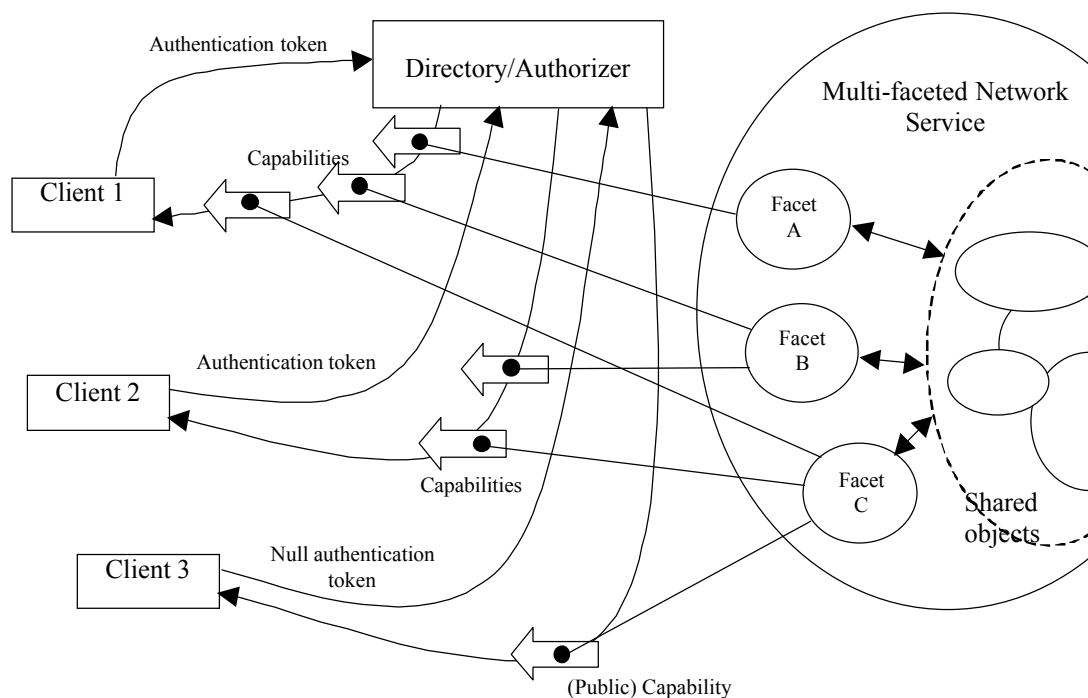 Authentication token
Directory/Authorizer
Multi-faceted Network
Service
Capabilities
Client 1
Facet
A
Facet
B
Authentication token
Client 2
Facet
C
Capabilities
Shared
objects
Null authentication
token
Client 3
(Public) Capability